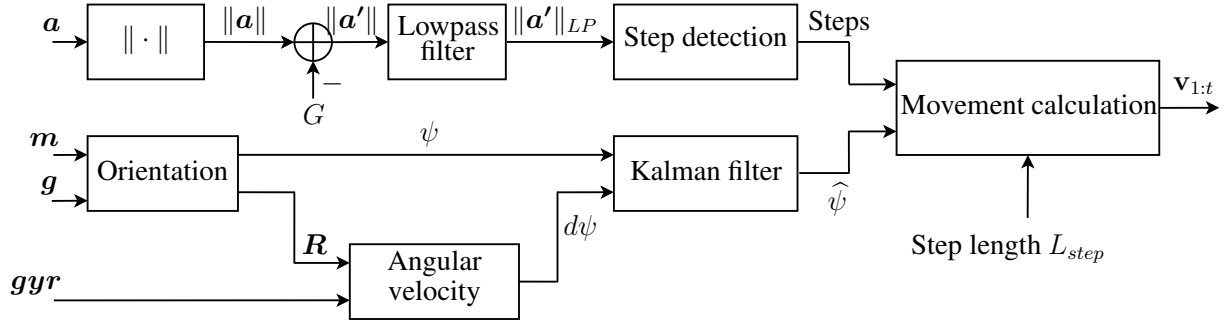 a
‖ · ‖
‖a‖
‖a'‖
Lowpass
filter
‖a'‖LP
Step detection
Steps
−
G
Movement calculation
v1:t
m
g
Orientation
ψ
Kalman filter
ψ̂
R
dψ
gyr
Angular
velocity
Step length Lstep